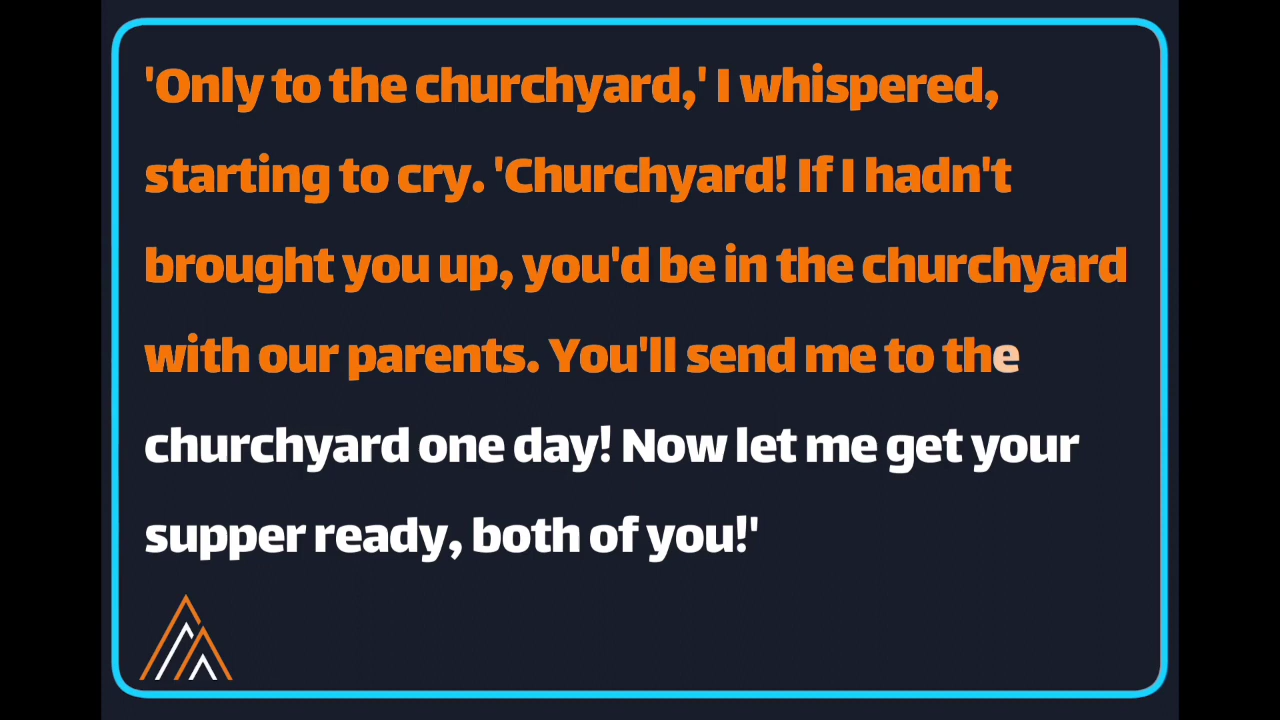 'Only to the churchyard,' I whispered,
starting to cry. 'Churchyard! If I hadn't
brought you up, you'd be in the churchyard
with our parents. You'll send me to the
churchyard one day! Now let me get your
supper ready, both of you!'